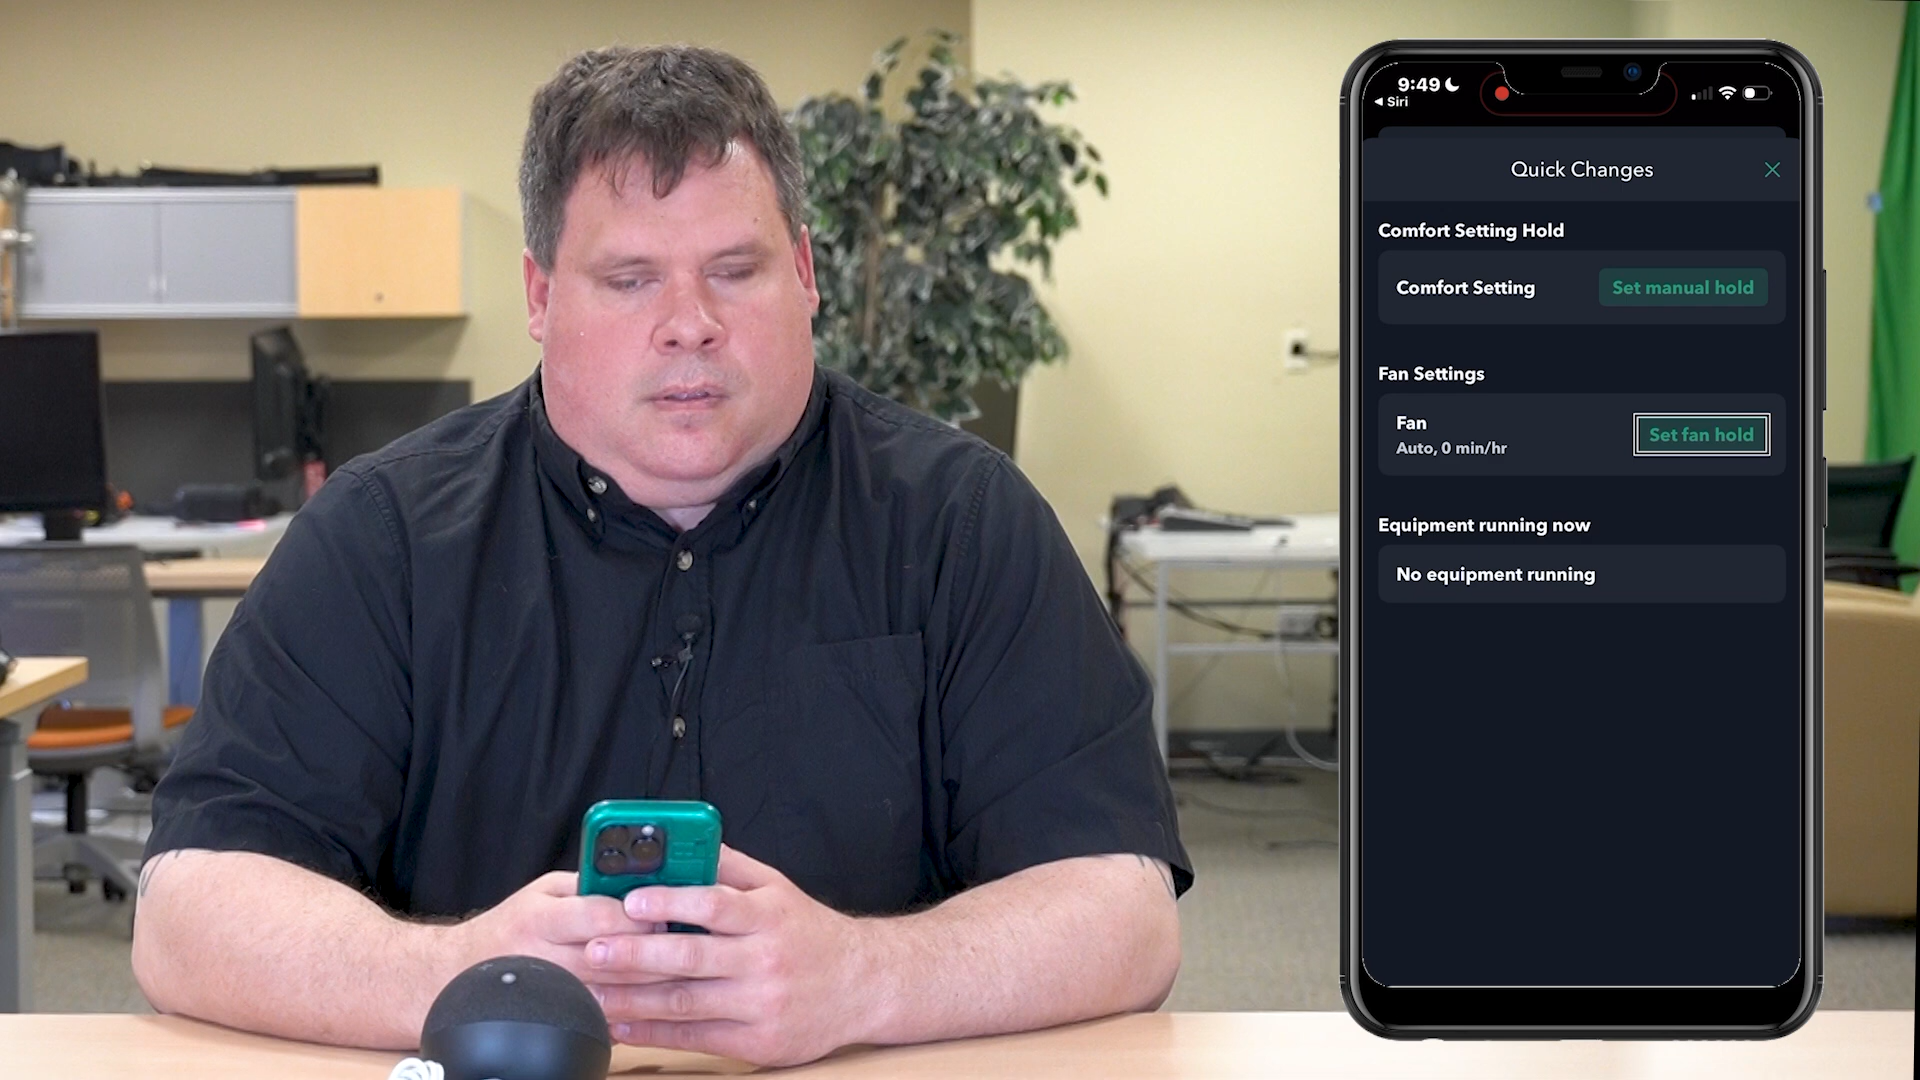 9:49
◀ Siri
Quick Changes
Comfort Setting Hold
Comfort Setting
Set manual hold
Fan Settings
Fan
Auto, 0 min/hr
Set fan hold
Equipment running now
No equipment running